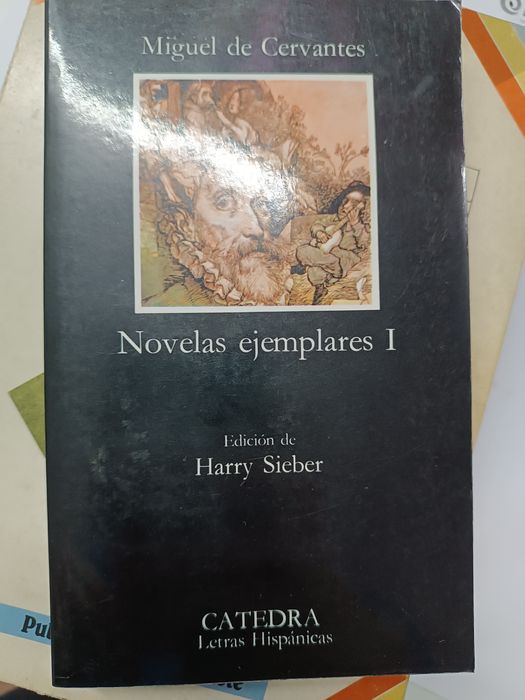 Miguel de Cervantes
Novelas ejemplares I
Edición de
Harry Sieber
CATEDRA
Letras Hispánicas